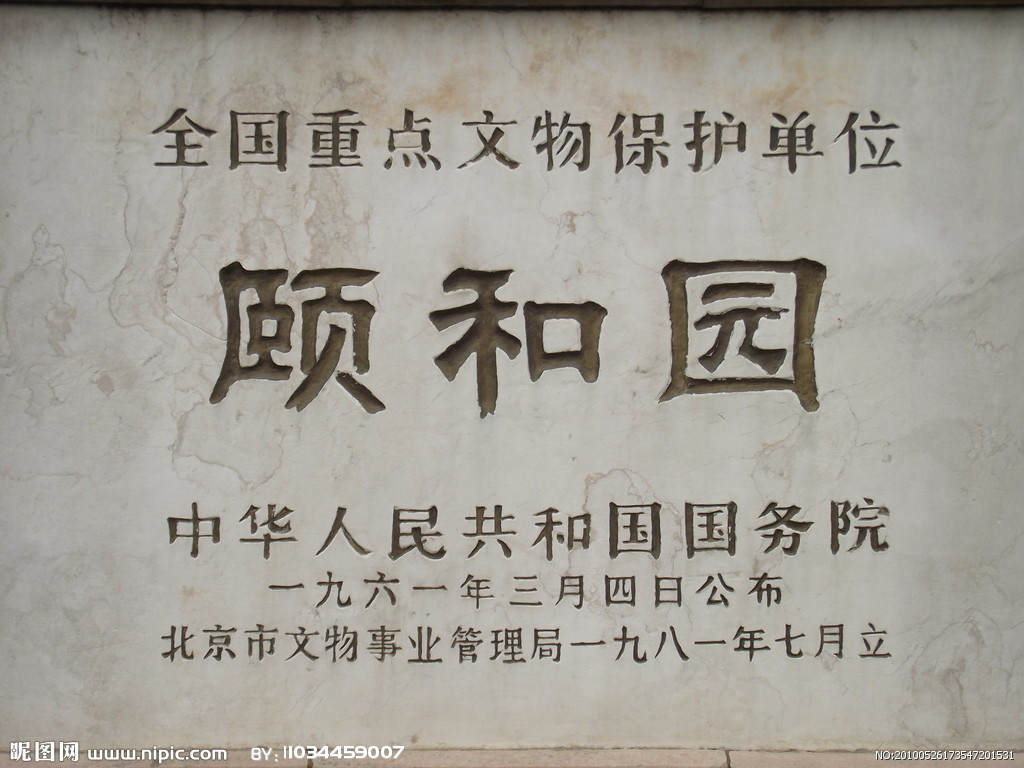 全国重点文物保护单位
颐和园
中华人民共和国国务院
一九六一年三月四日公布
北京市文物事业管理局一九八一年七月立
昵图网 www.nipic.com BY:11034459007
NO:20100526173547201531